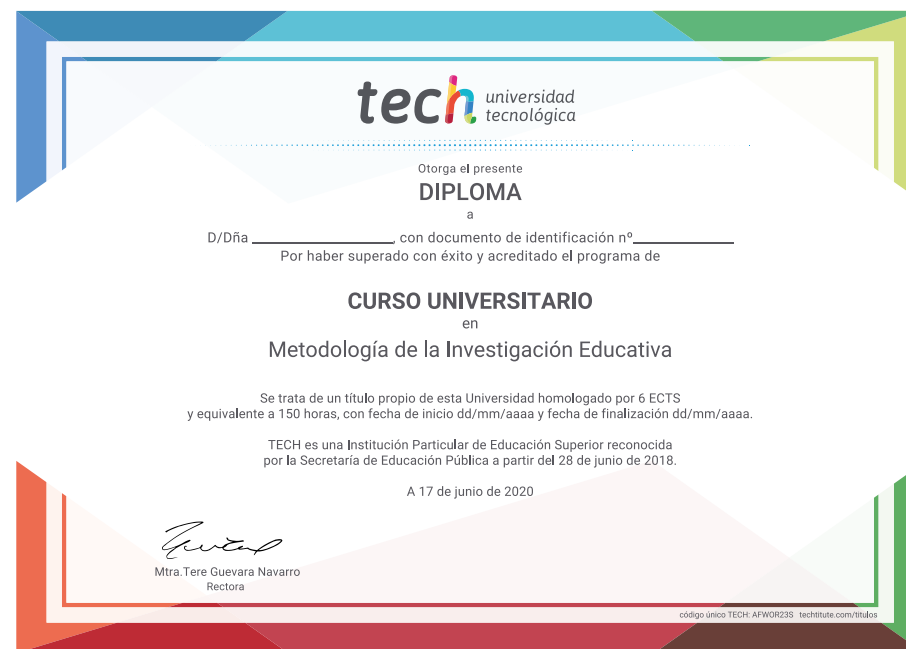 tech universidad
tecnológica
Otorga el presente
DIPLOMA
a
D/Dña ____________________, con documento de identificación nº______________
Por haber superado con éxito y acreditado el programa de
CURSO UNIVERSITARIO
en
Metodología de la Investigación Educativa
Se trata de un título propio de esta Universidad homologado por 6 ECTS
y equivalente a 150 horas, con fecha de inicio dd/mm/aaaa y fecha de finalización dd/mm/aaaa.
TECH es una Institución Particular de Educación Superior reconocida
por la Secretaría de Educación Pública a partir del 28 de junio de 2018.
A 17 de junio de 2020
Mtra.Tere Guevara Navarro
Rectora
código único TECH: AFWOR23S techtitute.com/titulos